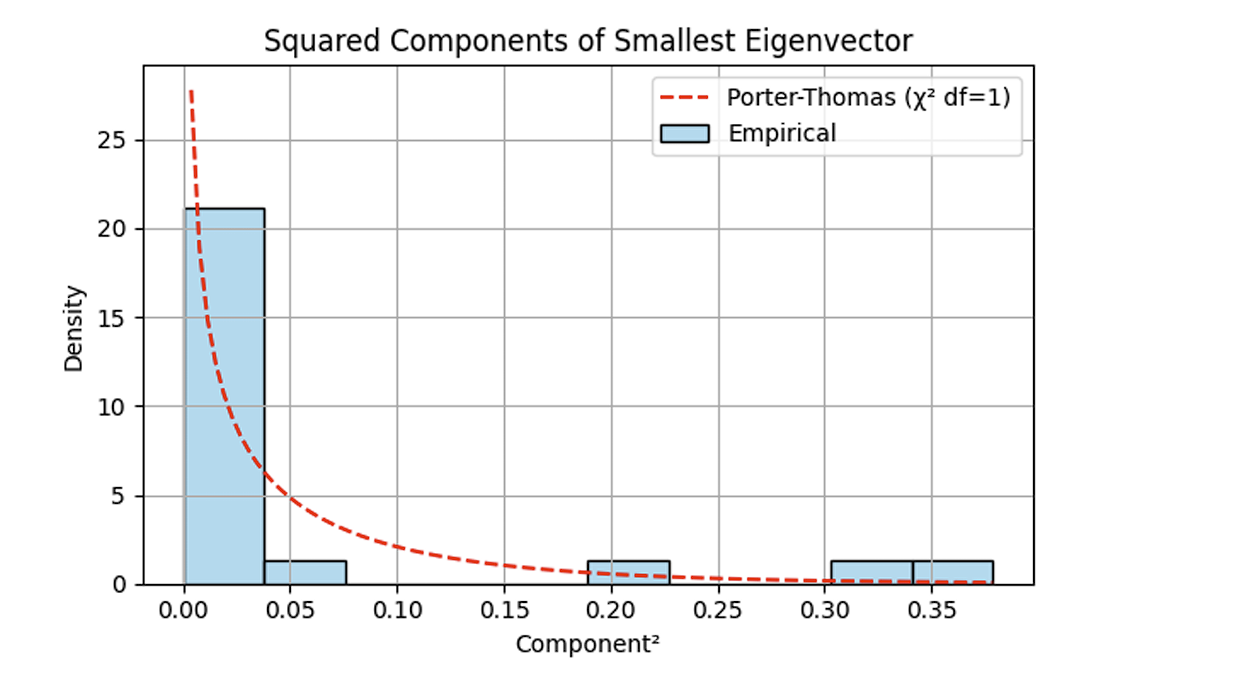 Squared Components of Smallest Eigenvector
Porter-Thomas (χ² df=1)
Empirical
Density
25
20
15
10
5
0
0.00 0.05 0.10 0.15 0.20 0.25 0.30 0.35
Component²